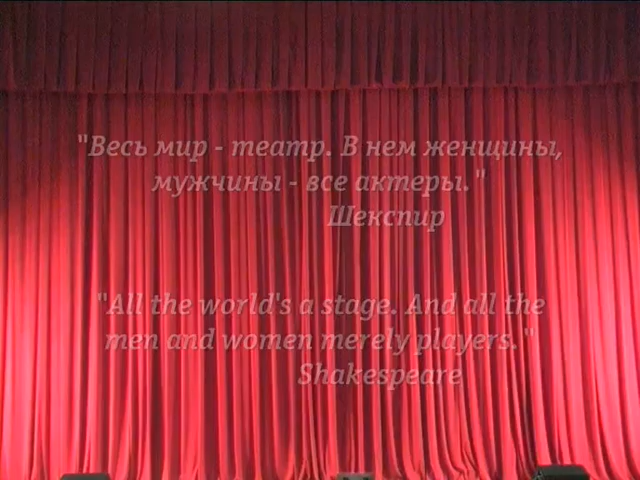 "Весь мир - театр. В нем женщины,
мужчины - все актеры."
Шекспир
"All the world's a stage. And all the
men and women merely players."
Shakespeare